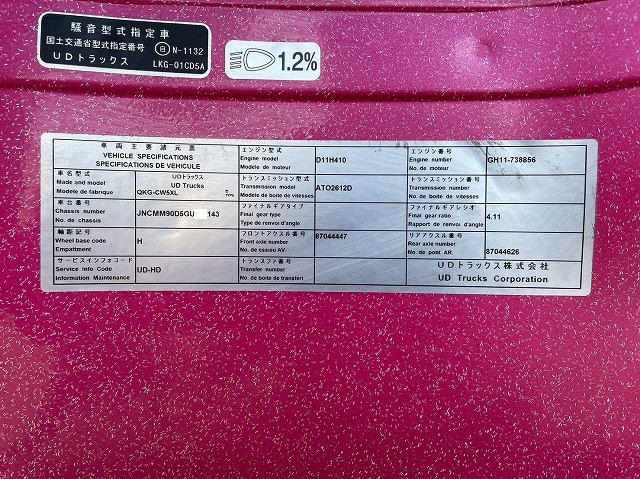 騒音型式指定車
国土交通省型式指定番号 自 N-1132
UDトラックス LKG-01CD5A
1.2%
車両主要諸元票
VEHICLE SPECIFICATIONS
SPECIFICATIONS DE VEHICULE
車名型式
Made and model
Modele de fabrique
UDトラックス
UD Trucks
QKG-CW5XL
TYPE
車台番号
Chassis number
No. de chassis
JNCMM90D5GU 143
軸距記号
Wheel base code
Empattment
H
サービスインフォコード
Service Info Code
Information Maintenance
UD-HD
エンジン型式
Engine model
Modele de moteur
D11H410
トランスミッション型式
Transmission model
Modele de boite de vitesses
ATO2612D
ファイナルギアタイプ
Final gear type
Type de renvoi d'angle
フロントアクスル番号
Front axle number
No. de essieu AV.
87044447
トランスファ番号
Transfer number
No. de boite de transfert
エンジン番号
Engine number
No. de moteur
GH11-738856
トランスミッション番号
Transmission number
No. de boite de vitesses
ファイナルギアレシオ
Final gear ratio
Rapport de renvoi d'angle
4.11
リアアクスル番号
Rear axle number
No. de pont AR.
87044626
UDトラックス株式会社
UD Trucks Corporation